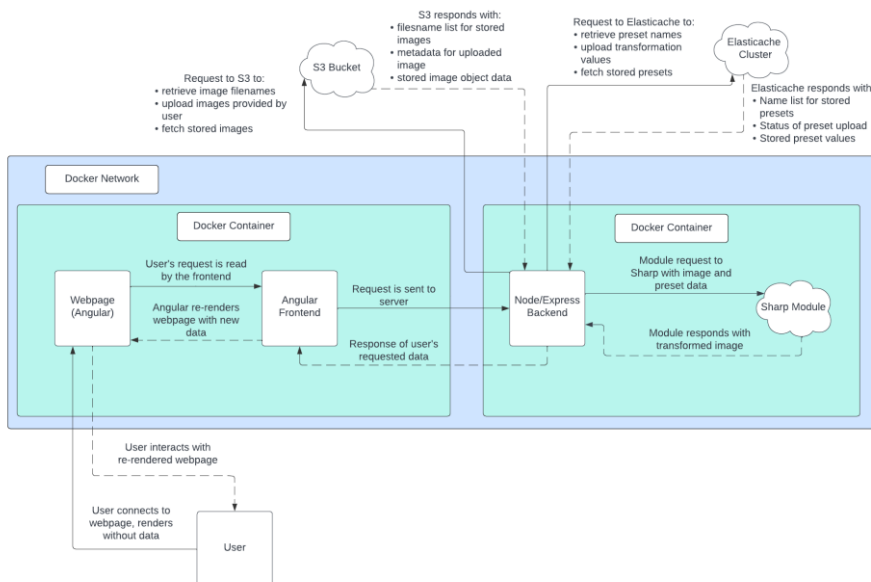 S3 responds with:
• filesname list for stored
images
• metadata for uploaded
image
• stored image object data
Request to Elasticache to:
• retrieve preset names
• upload transformation
values
• fetch stored presets
Elasticache
Cluster
S3 Bucket
Request to S3 to:
• retrieve image filenames
• upload images provided by
user
• fetch stored images
Elasticache responds with
• Name list for stored
presets
• Status of preset upload
• Stored preset values
Docker Network
Docker Container
Docker Container
User's request is read
by the frontend
Webpage
(Angular)
Angular
Frontend
Angular re-renders
webpage with new
data
Request is sent to
server
Response of user's
requested data
Node/Express
Backend
Module request to
Sharp with image and
preset data
Sharp Module
Module responds with
transformed image
User interacts with
re-rendered webpage
User connects to
webpage, renders
without data
User